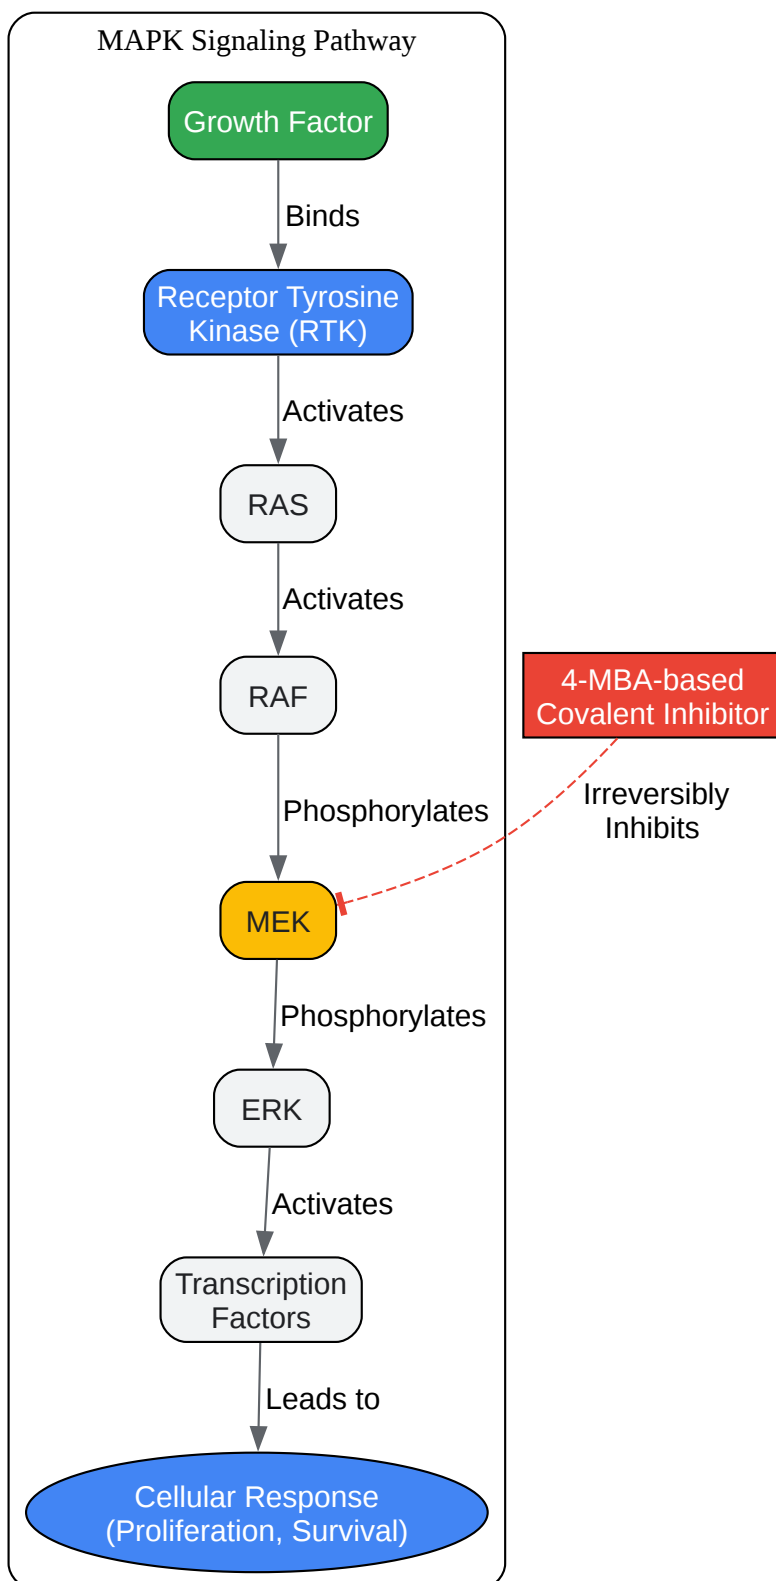 MAPK Signaling Pathway
Growth Factor
Binds
Receptor Tyrosine
Kinase (RTK)
Activates
RAS
Activates
RAF
4-MBA-based
Covalent Inhibitor
Phosphorylates
Irreversibly
Inhibits
MEK
Phosphorylates
ERK
Activates
Transcription
Factors
Leads to
Cellular Response
(Proliferation, Survival)